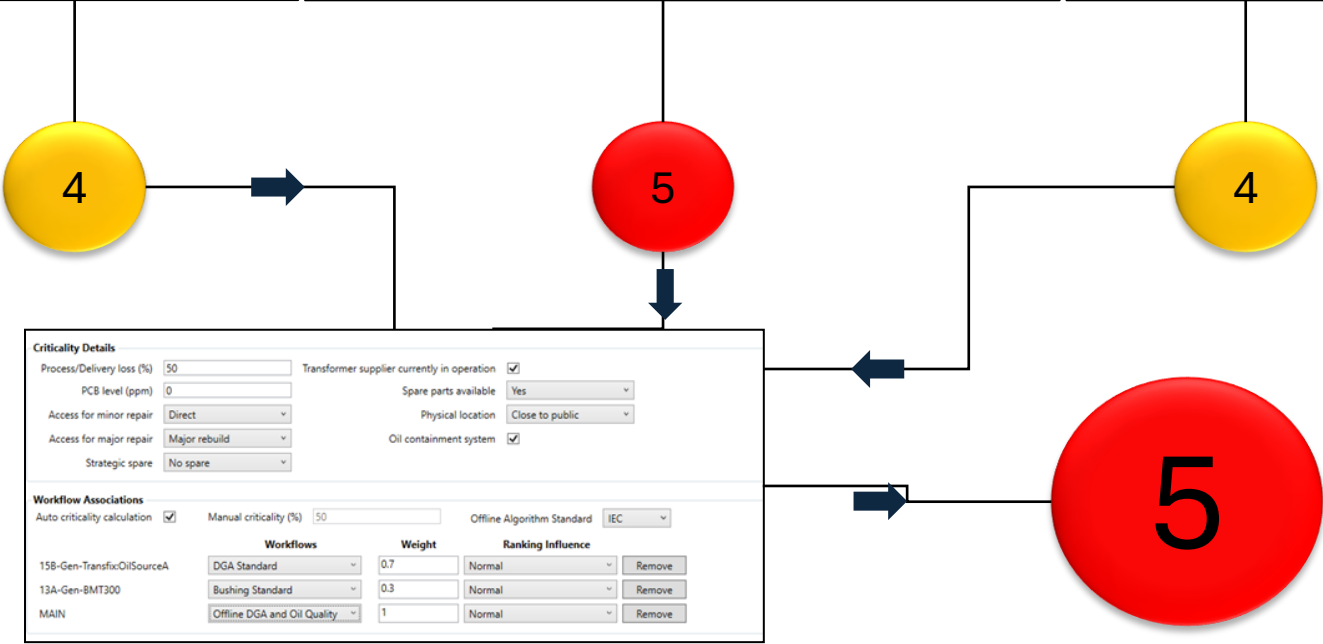 4
5
4
Criticality Details
Process/Delivery loss (%) 50 Transformer supplier currently in operation
PCB level (ppm) 0 Spare parts available Yes
Access for minor repair Direct Physical location Close to public
Access for major repair Major rebuild Oil containment system
Strategic spare No spare
5
Workflow Associations
Auto criticality calculation Manual criticality (%) 50 Offline Algorithm Standard IEC
Workflows Weight Ranking Influence
15B-Gen-Transfix:OilSourceA DGA Standard 0.7 Normal Remove
13A-Gen-BMT300 Bushing Standard 0.3 Normal Remove
MAIN Offline DGA and Oil Quality 1 Normal Remove